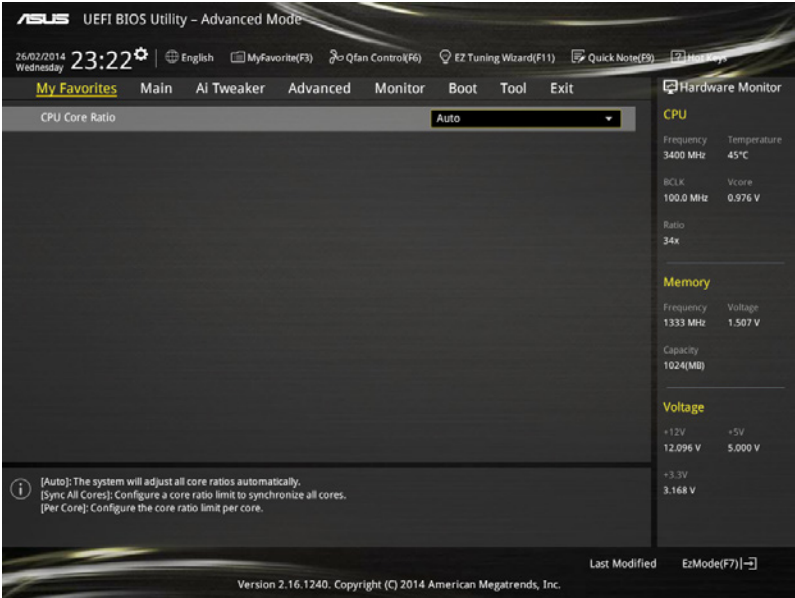 ASUS UEFI BIOS Utility – Advanced Mode
26/02/2014
Wednesday
23:22
English
MyFavorite(F3)
Qfan Control(F6)
EZ Tuning Wizard(F11)
Quick Note(F9)
Hot Keys
My Favorites Main Ai Tweaker Advanced Monitor Boot Tool Exit
CPU Core Ratio Auto
Hardware Monitor
CPU
Frequency Temperature
3400 MHz 45°C
BCLK Vcore
100.0 MHz 0.976 V
Ratio
34x
Memory
Frequency Voltage
1333 MHz 1.507 V
Capacity
1024(MB)
Voltage
+12V +5V
12.096 V 5.000 V
+3.3V
3.168 V
[Auto]: The system will adjust all core ratios automatically.
[Sync All Cores]: Configure a core ratio limit to synchronize all cores.
[Per Core]: Configure the core ratio limit per core.
Last Modified EzMode(F7)
Version 2.16.1240. Copyright (C) 2014 American Megatrends, Inc.